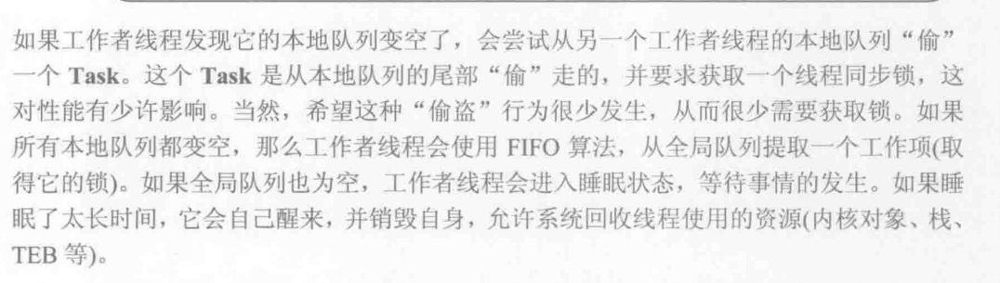 如果工作者线程发现它的本地队列变空了，会尝试从另一个工作者线程的本地队列“偷”
一个 Task。这个 Task 是从本地队列的尾部“偷”走的，并要求获取一个线程同步锁，这
对性能有少许影响。当然，希望这种“偷盗”行为很少发生，从而很少需要获取锁。如果
所有本地队列都变空，那么工作者线程会使用 FIFO 算法，从全局队列提取一个工作项(取
得它的锁)。如果全局队列也为空，工作者线程会进入睡眠状态，等待事情的发生。如果睡
眠了太长时间，它会自己醒来，并销毁自身，允许系统回收线程使用的资源(内核对象、栈、
TEB 等)。